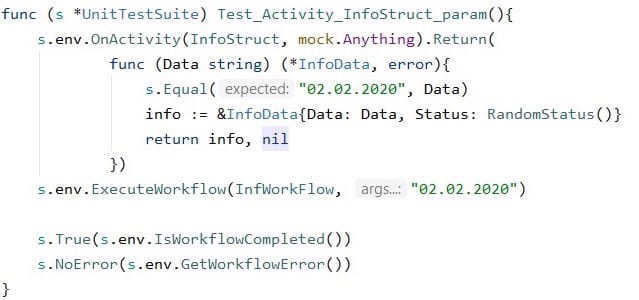 func (s *UnitTestSuite) Test_Activity_InfoStruct_param(){
    s.env.OnActivity(InfoStruct, mock.Anything).Return(
            func (Data string) (*InfoData, error){
                s.Equal( expected: "02.02.2020", Data)
                info := &InfoData{Data: Data, Status: RandomStatus()}
                return info, nil
            })
    s.env.ExecuteWorkflow(InfWorkFlow, args...: "02.02.2020")

    s.True(s.env.IsWorkflowCompleted())
    s.NoError(s.env.GetWorkflowError())
}